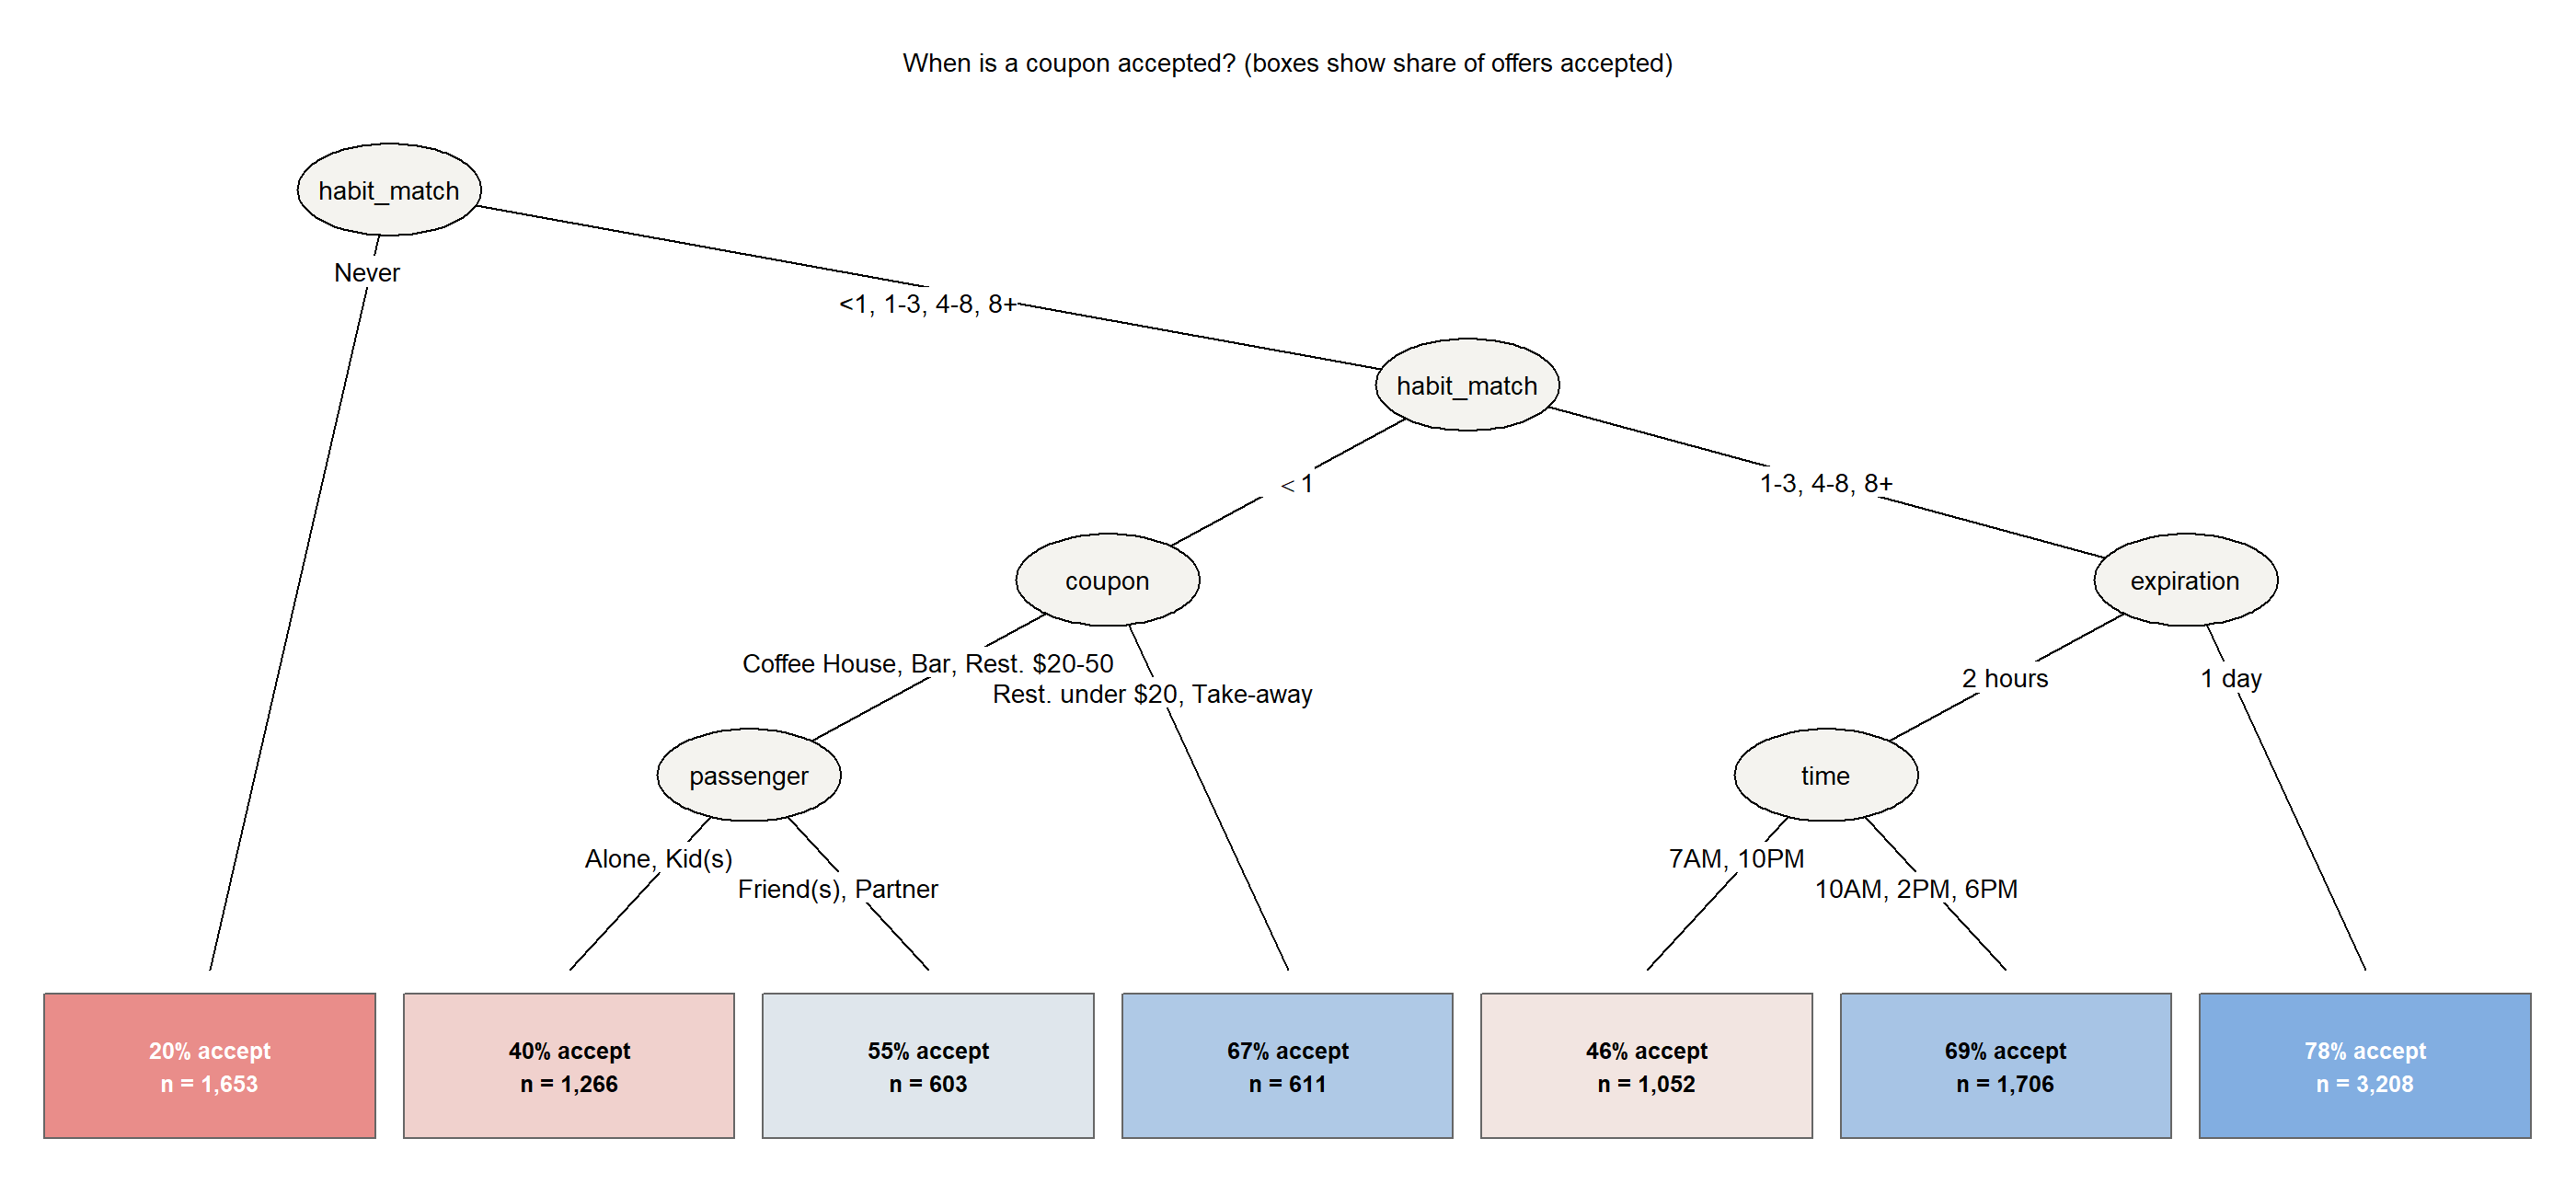 When is a coupon accepted? (boxes show share of offers accepted)
habit_match
Never
<1, 1-3, 4-8, 8+
habit_match
< 1
1-3, 4-8, 8+
coupon
expiration
Coffee House, Bar, Rest. $20-50
Rest. under $20, Take-away
2 hours
1 day
passenger
time
Alone, Kid(s)
Friend(s), Partner
7AM, 10PM
10AM, 2PM, 6PM
20% accept
n = 1,653
40% accept
n = 1,266
55% accept
n = 603
67% accept
n = 611
46% accept
n = 1,052
69% accept
n = 1,706
78% accept
n = 3,208